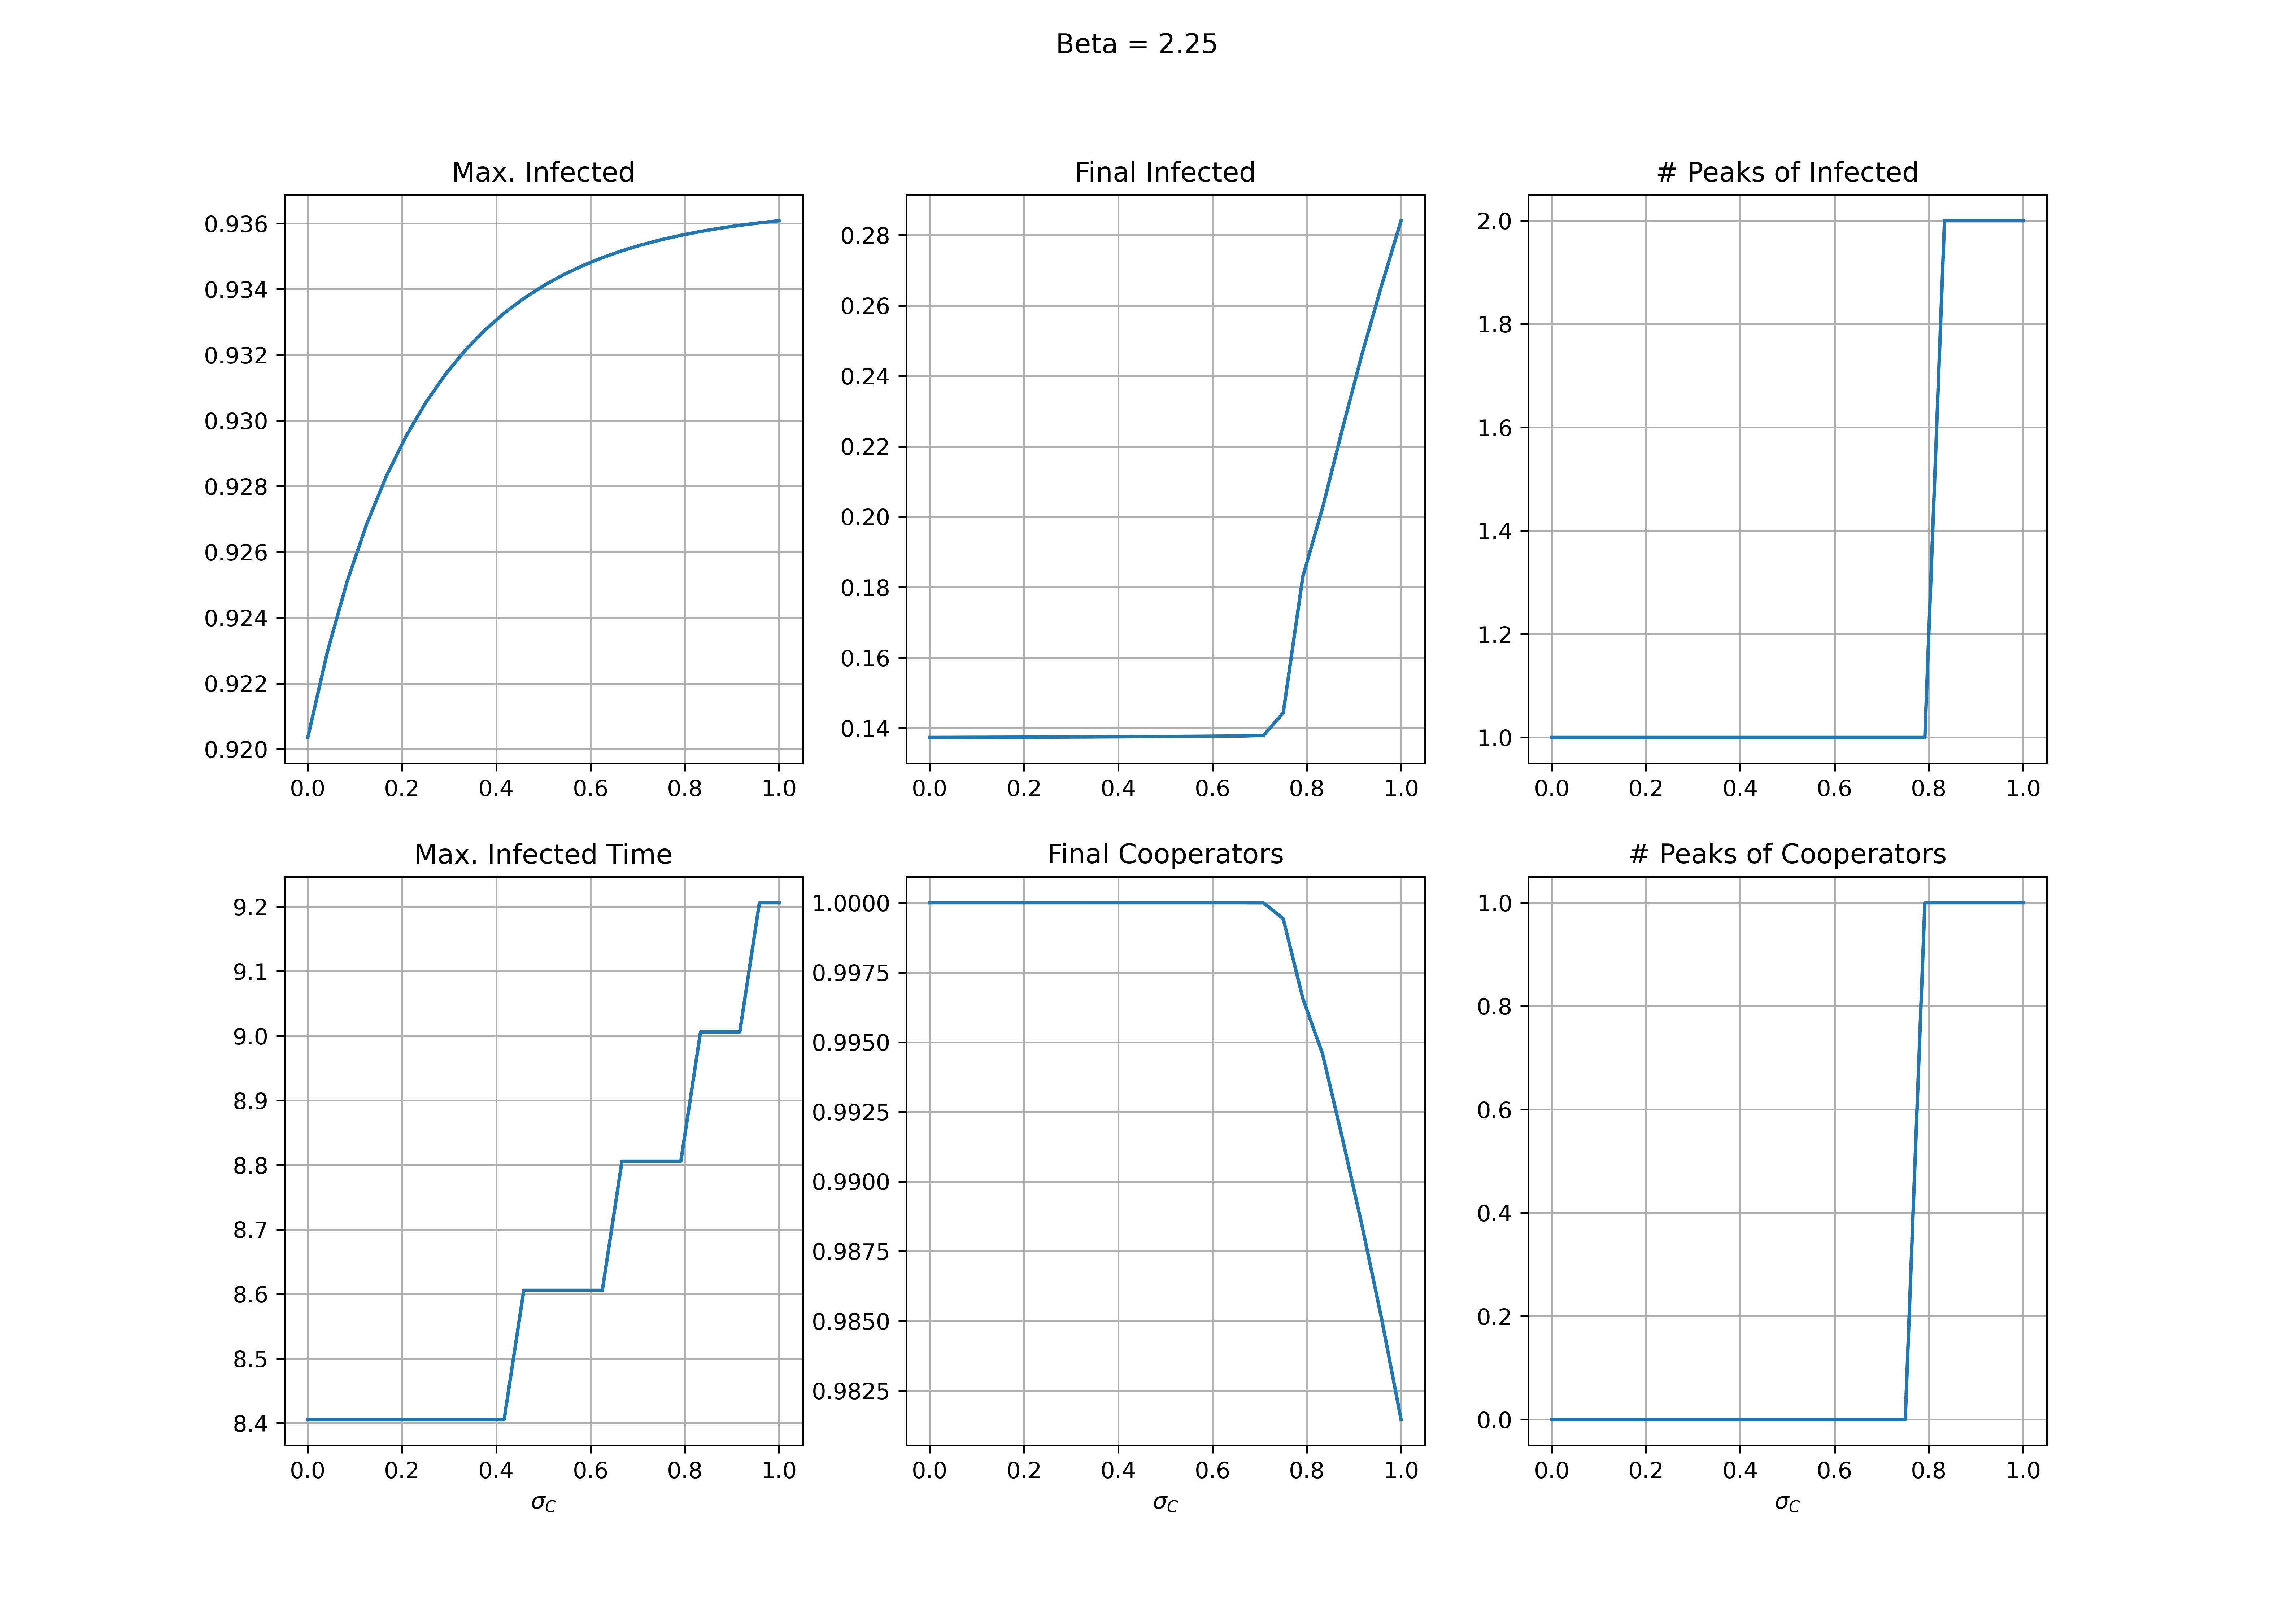 Beta = 2.25
Max. Infected
0.936
0.934
0.932
0.930
0.928
0.926
0.924
0.922
0.920
0.0 0.2 0.4 0.6 0.8 1.0
Final Infected
0.28
0.26
0.24
0.22
0.20
0.18
0.16
0.14
0.0 0.2 0.4 0.6 0.8 1.0
# Peaks of Infected
2.0
1.8
1.6
1.4
1.2
1.0
0.0 0.2 0.4 0.6 0.8 1.0
Max. Infected Time
9.2
9.1
9.0
8.9
8.8
8.7
8.6
8.5
8.4
0.0 0.2 0.4 0.6 0.8 1.0
σ_C
Final Cooperators
1.0000
0.9975
0.9950
0.9925
0.9900
0.9875
0.9850
0.9825
0.0 0.2 0.4 0.6 0.8 1.0
σ_C
# Peaks of Cooperators
1.0
0.8
0.6
0.4
0.2
0.0
0.0 0.2 0.4 0.6 0.8 1.0
σ_C